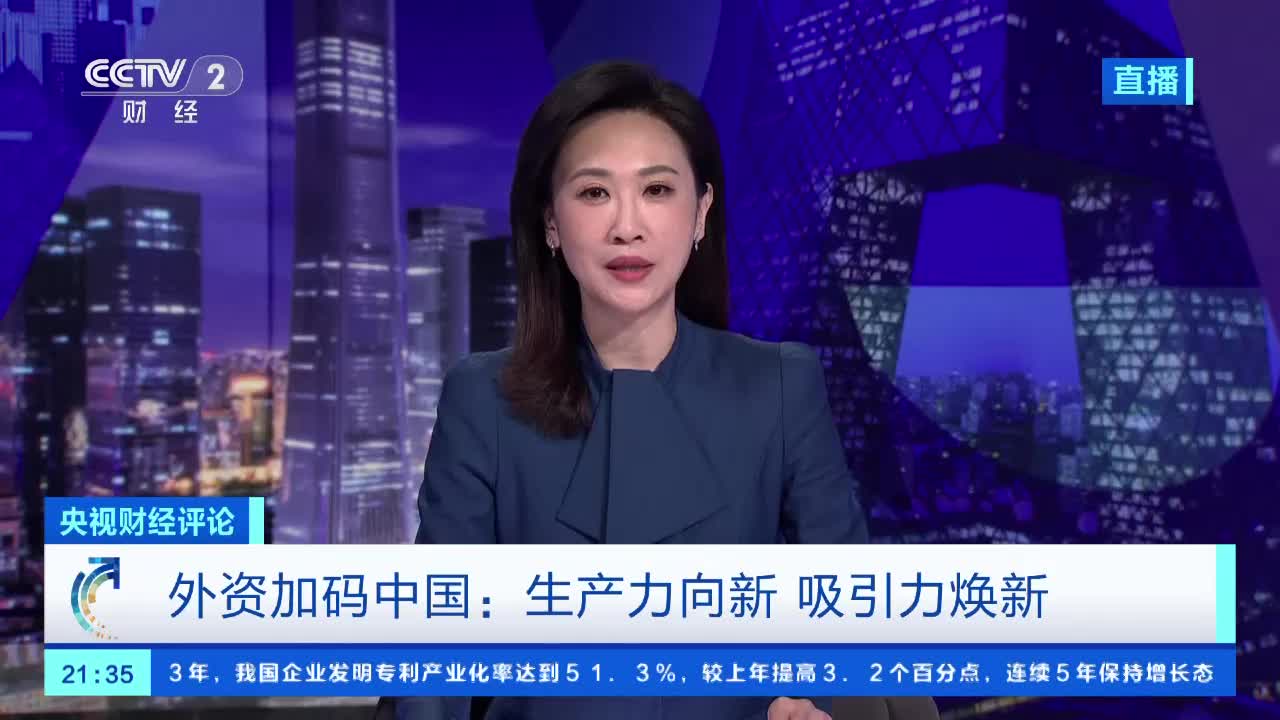 CCTV 2
财 经
直播
央视财经评论
外资加码中国：生产力向新 吸引力焕新
21:35
3年，我国企业发明专利产业化率达到51．3%，较上年提高3．2个百分点，连续5年保持增长态